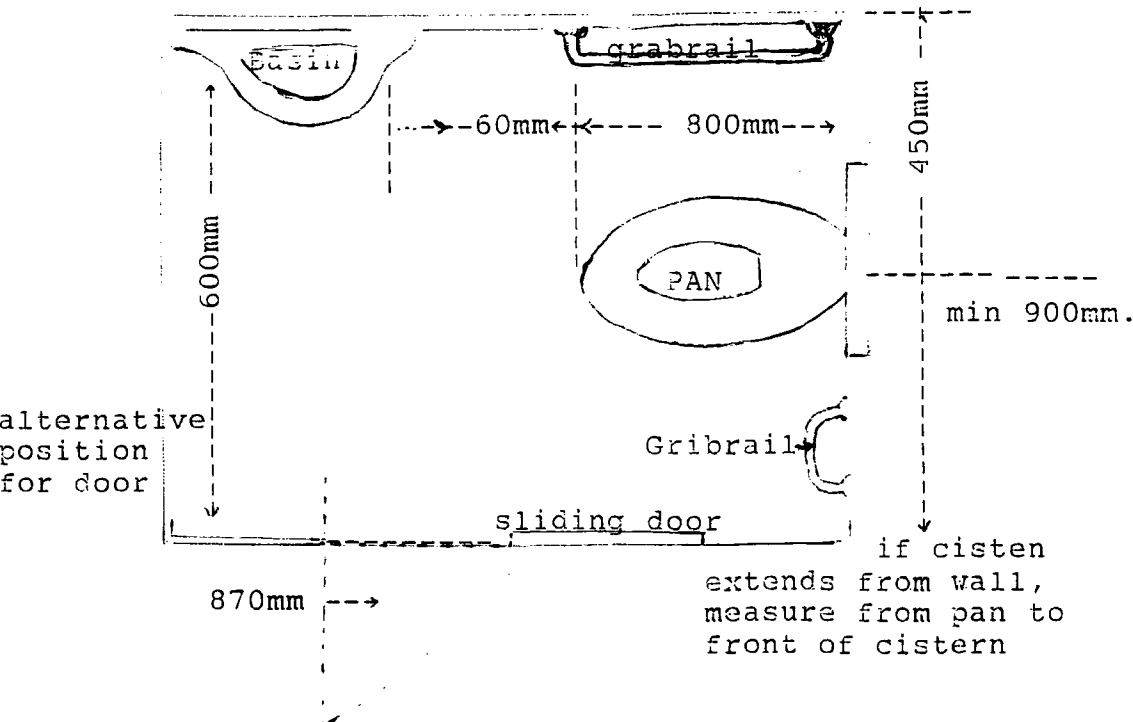 Basin
grabrail
60mm
800mm
450mm
600mm
PAN
min 900mm.
alternative
position
for door
Gribrail
sliding door
870mm
if cisten
extends from wall,
measure from pan to
front of cistern